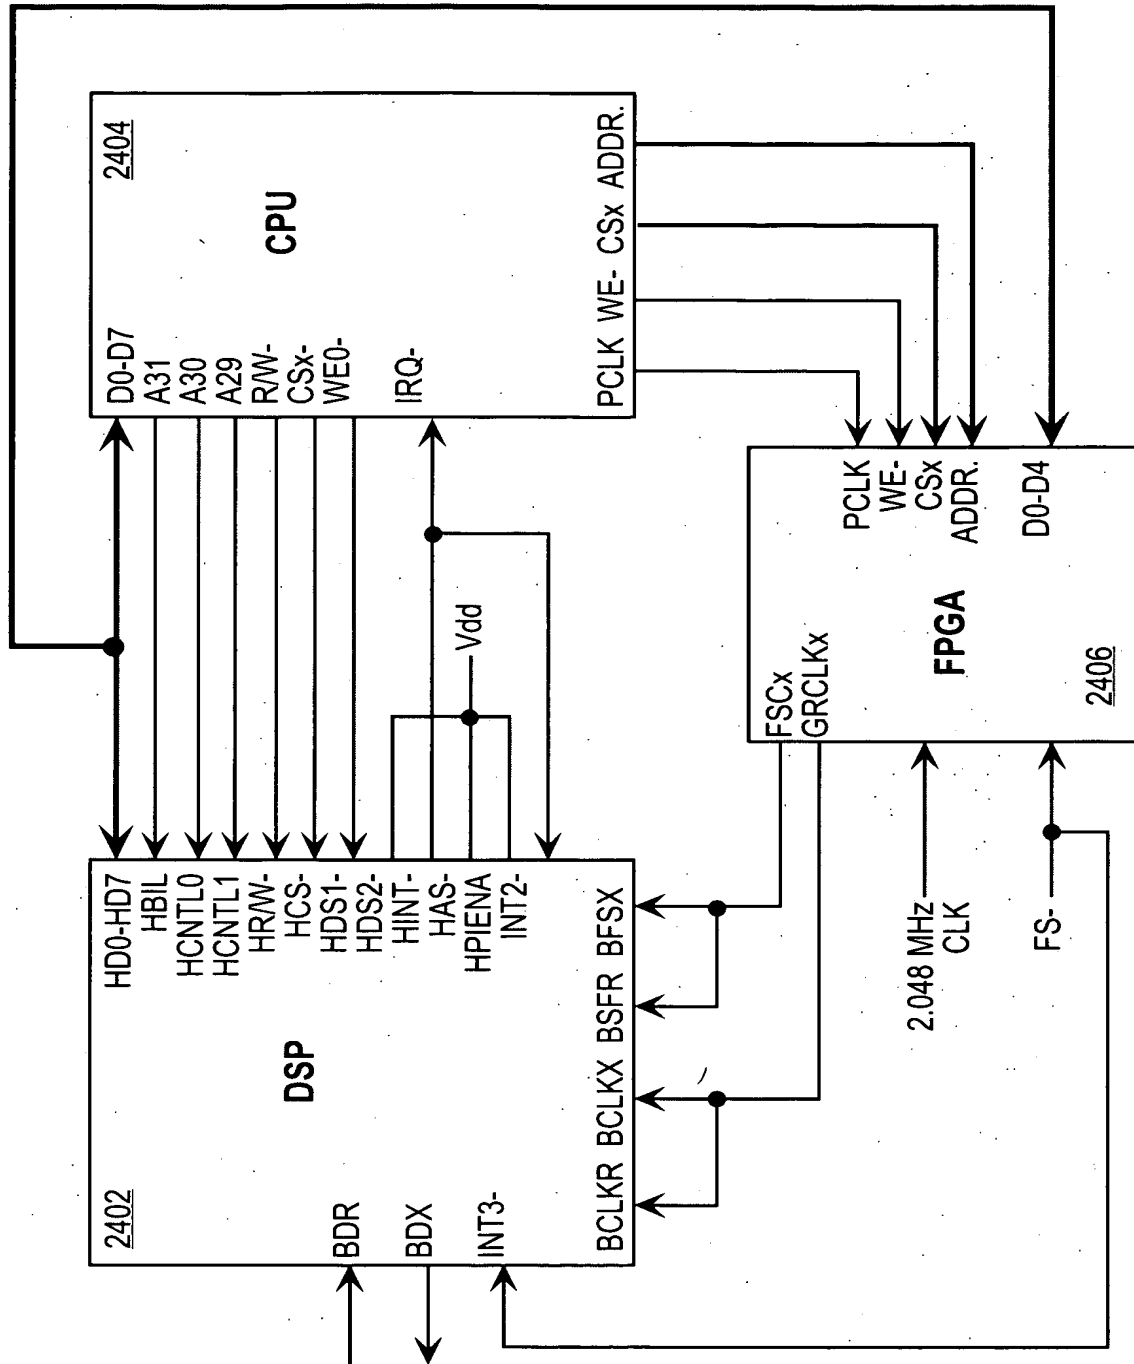 2404
CPU
D0-D7
A31
A30
A29
R/W-
CSx-
WE0-
IRQ-
PCLK
WE-
CSx
ADDR.
Vdd
2402
DSP
HD0-HD7
HBIL
HCNTL0
HCNTL1
HR/W-
HCS-
HDS1-
HDS2-
HINT-
HAS-
HPIENA
INT2-
BDR
BDX
INT3-
BCLKR
BCLKX
BSFR
BFSX
PCLK
WE-
CSx
ADDR.
D0-D4
FPGA
2406
FSCx
GRCLKx
2.048 MHz
CLK
FS-